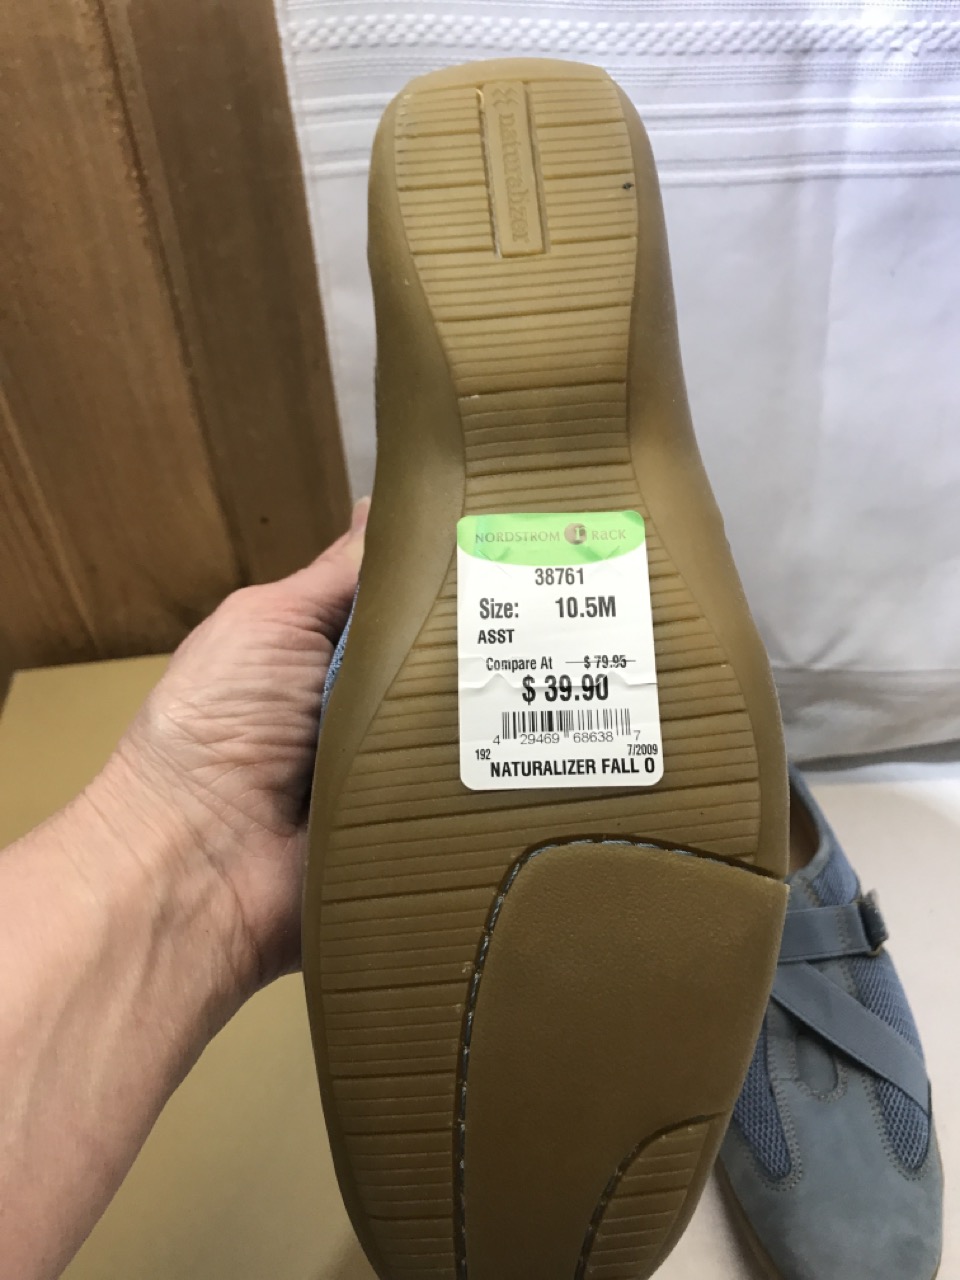 naturalizer
NORDSTROM rack
38761
Size: 10.5M
ASST
Compare At $ 79.95
$ 39.90
4 29469 68638 7
192 7/2009
NATURALIZER FALL O